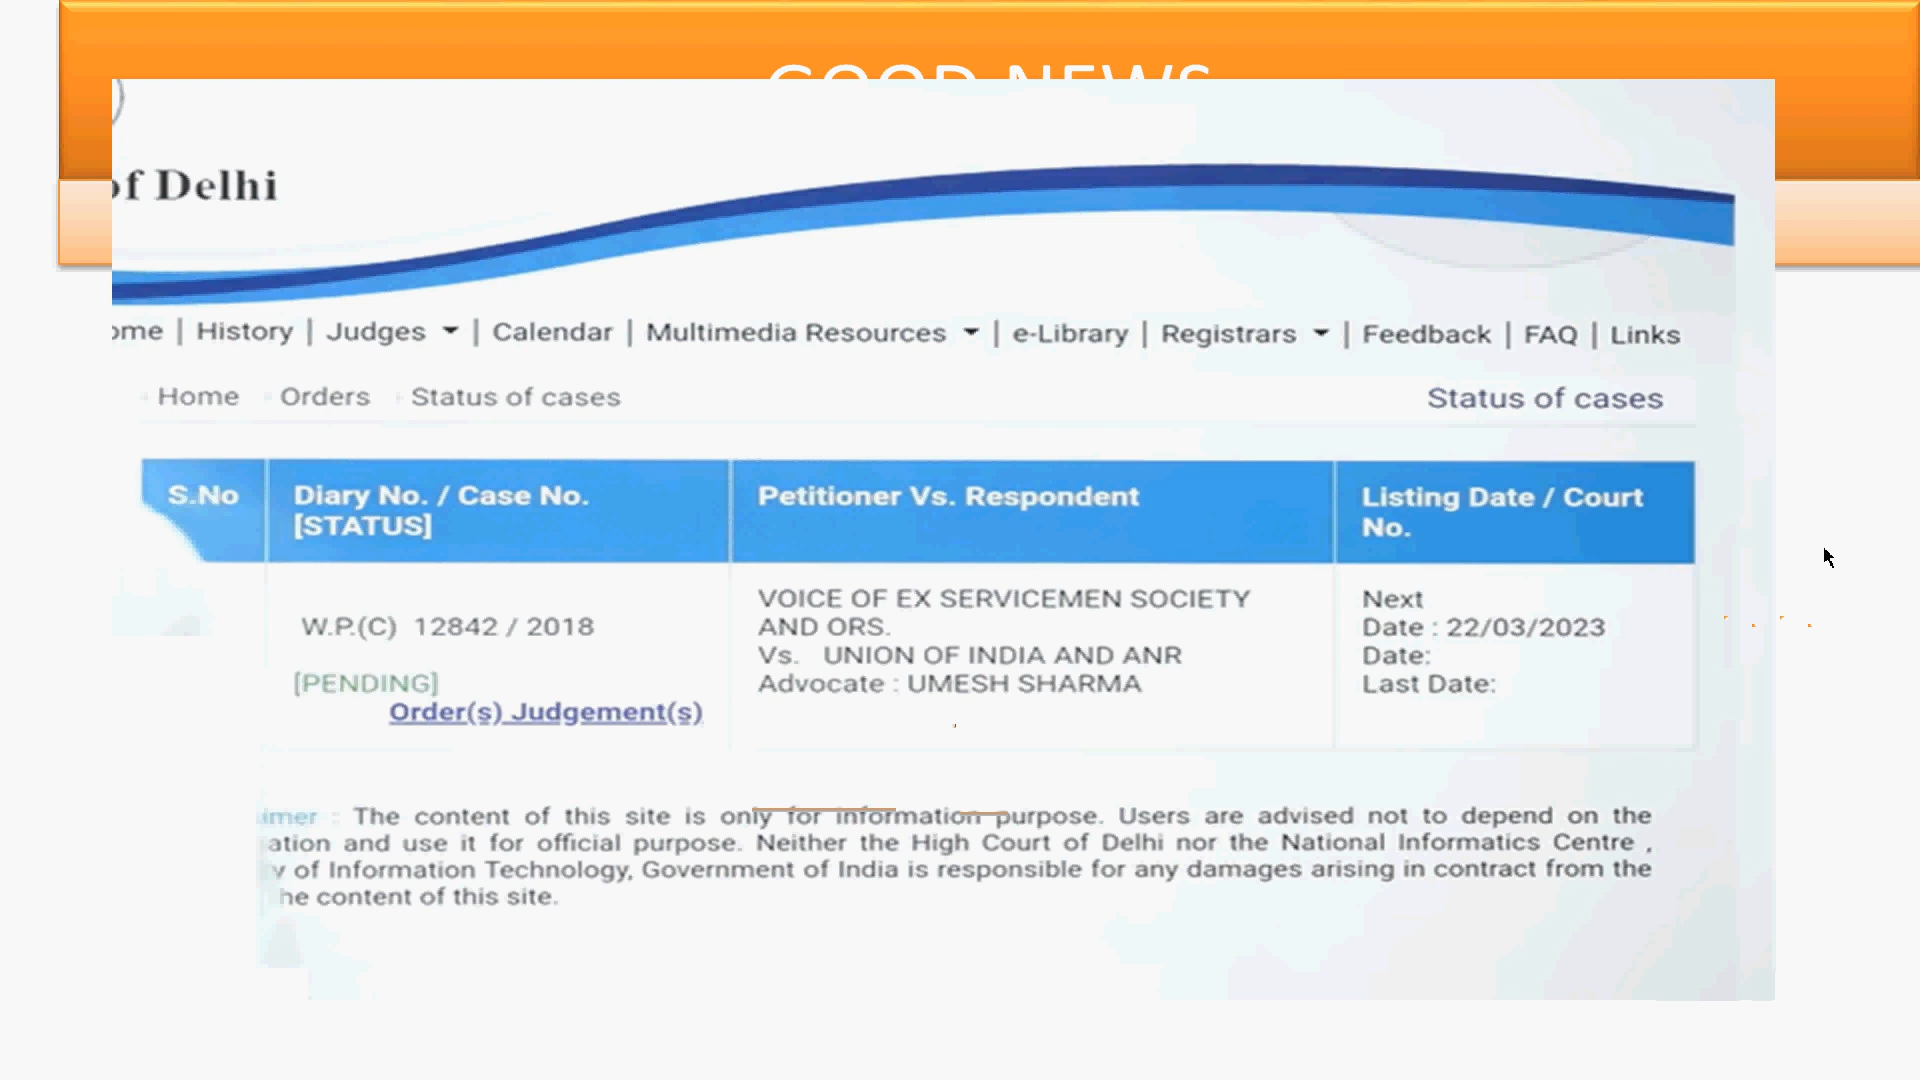 GOOD NEWS
of Delhi
ome | History | Judges | Calendar | Multimedia Resources | e-Library | Registrars | Feedback | FAQ | Links
Home Orders Status of cases Status of cases
S.No Diary No. / Case No. [STATUS] Petitioner Vs. Respondent Listing Date / Court No.
W.P.(C) 12842 / 2018
[PENDING]
Order(s) Judgement(s)
VOICE OF EX SERVICEMEN SOCIETY
AND ORS.
Vs. UNION OF INDIA AND ANR
Advocate : UMESH SHARMA
Next
Date : 22/03/2023
Date:
Last Date:
imer : The content of this site is only for information purpose. Users are advised not to depend on the
ation and use it for official purpose. Neither the High Court of Delhi nor the National Informatics Centre ,
y of Information Technology, Government of India is responsible for any damages arising in contract from the
he content of this site.